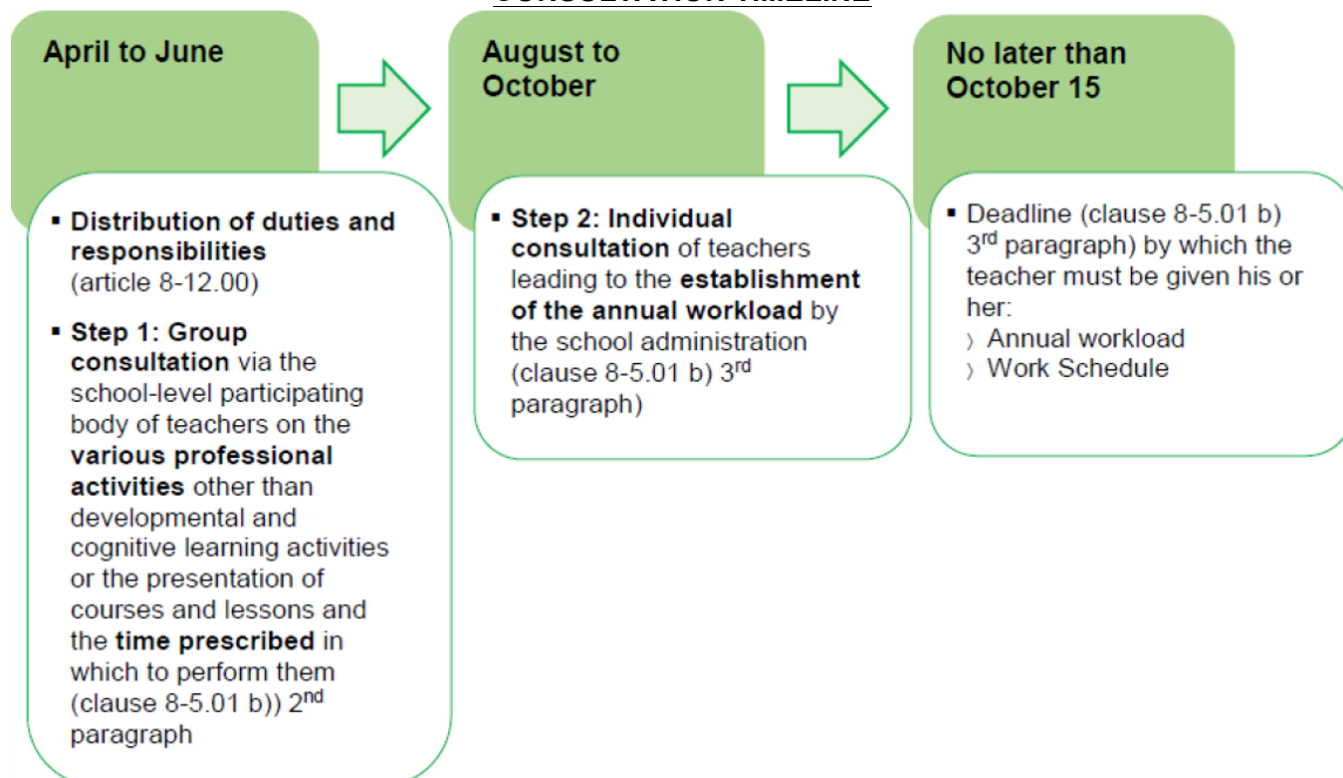 CONSULTATION TIMELINE
April to June
▪ Distribution of duties and
responsibilities
(article 8-12.00)
▪ Step 1: Group
consultation via the
school-level participating
body of teachers on the
various professional
activities other than
developmental and
cognitive learning activities
or the presentation of
courses and lessons and
the time prescribed in
which to perform them
(clause 8-5.01 b)) 2nd
paragraph
August to
October
▪ Step 2: Individual
consultation of teachers
leading to the establishment
of the annual workload by
the school administration
(clause 8-5.01 b) 3rd
paragraph)
No later than
October 15
▪ Deadline (clause 8-5.01 b)
3rd paragraph) by which the
teacher must be given his or
her:
〉 Annual workload
〉 Work Schedule